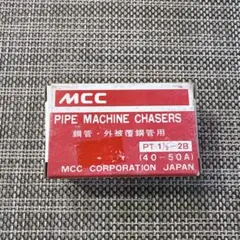 MCC
PIPE MACHINE CHASERS
鋼管・外被覆鋼管用
PT 1½-2B
(40-50A)
MCC CORPORATION JAPAN